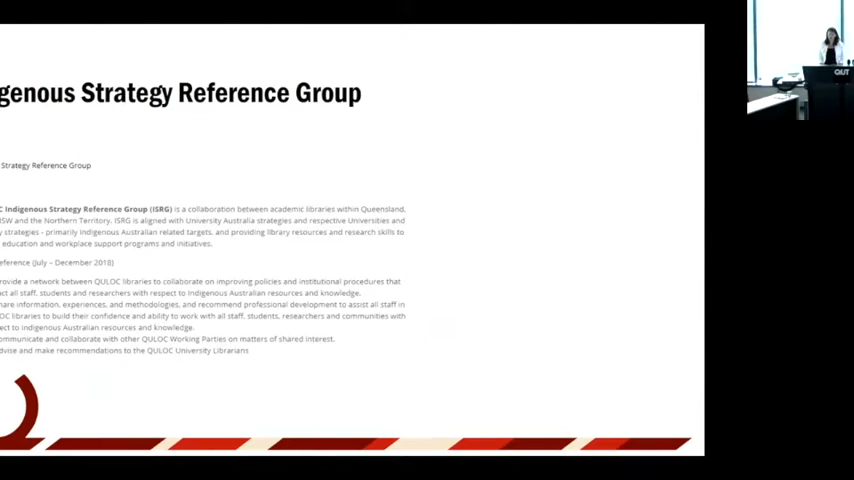 genous Strategy Reference Group
Strategy Reference Group
C Indigenous Strategy Reference Group (ISRG) is a collaboration between academic libraries within Queensland,
NSW and the Northern Territory. ISRG is aligned with University Australia strategies and respective Universities and
y strategies - primarily Indigenous Australian related targets, and providing library resources and research skills to
education and workplace support programs and initiatives.
eference (July – December 2018)
rovide a network between QULOC libraries to collaborate on improving policies and institutional procedures that
act all staff, students and researchers with respect to Indigenous Australian resources and knowledge.
hare information, experiences, and methodologies, and recommend professional development to assist all staff in
OC libraries to build their confidence and ability to work with all staff, students, researchers and communities with
ect to indigenous Australian resources and knowledge.
ommunicate and collaborate with other QULOC Working Parties on matters of shared interest.
dvise and make recommendations to the QULOC University Librarians
QUT